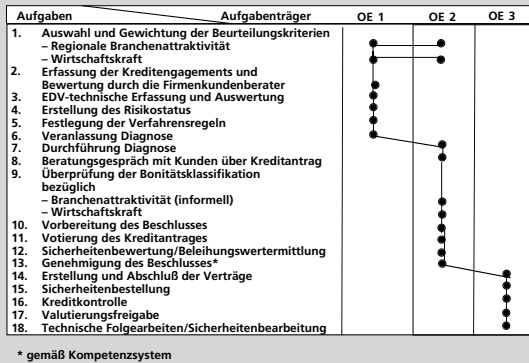 Aufgaben Aufgabenträger OE 1 OE 2 OE 3
1. Auswahl und Gewichtung der Beurteilungskriterien
– Regionale Branchenattraktivität
– Wirtschaftskraft
2. Erfassung der Kreditengagements und
Bewertung durch die Firmenkundenberater
3. EDV-technische Erfassung und Auswertung
4. Erstellung des Risikostatus
5. Festlegung der Verfahrensregeln
6. Veranlassung Diagnose
7. Durchführung Diagnose
8. Beratungsgespräch mit Kunden über Kreditantrag
9. Überprüfung der Bonitätsklassifikation
bezüglich
– Branchenattraktivität (informell)
– Wirtschaftskraft
10. Vorbereitung des Beschlusses
11. Votierung des Kreditantrages
12. Sicherheitenbewertung/Beleihungswertermittlung
13. Genehmigung des Beschlusses*
14. Erstellung und Abschluß der Verträge
15. Sicherheitenbestellung
16. Kreditkontrolle
17. Valutierungsfreigabe
18. Technische Folgearbeiten/Sicherheitenbearbeitung
* gemäß Kompetenzsystem